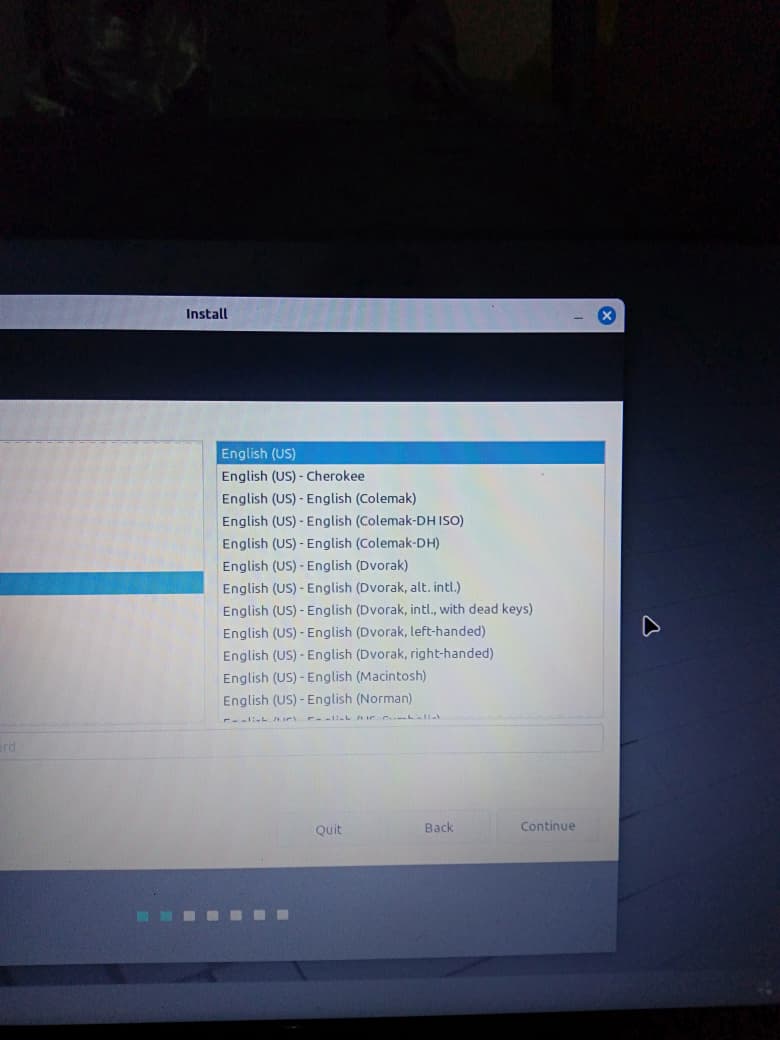 Install
English (US)
English (US) - Cherokee
English (US) - English (Colemak)
English (US) - English (Colemak-DH ISO)
English (US) - English (Colemak-DH)
English (US) - English (Dvorak)
English (US) - English (Dvorak, alt. intl.)
English (US) - English (Dvorak, intl., with dead keys)
English (US) - English (Dvorak, left-handed)
English (US) - English (Dvorak, right-handed)
English (US) - English (Macintosh)
English (US) - English (Norman)
Quit
Back
Continue